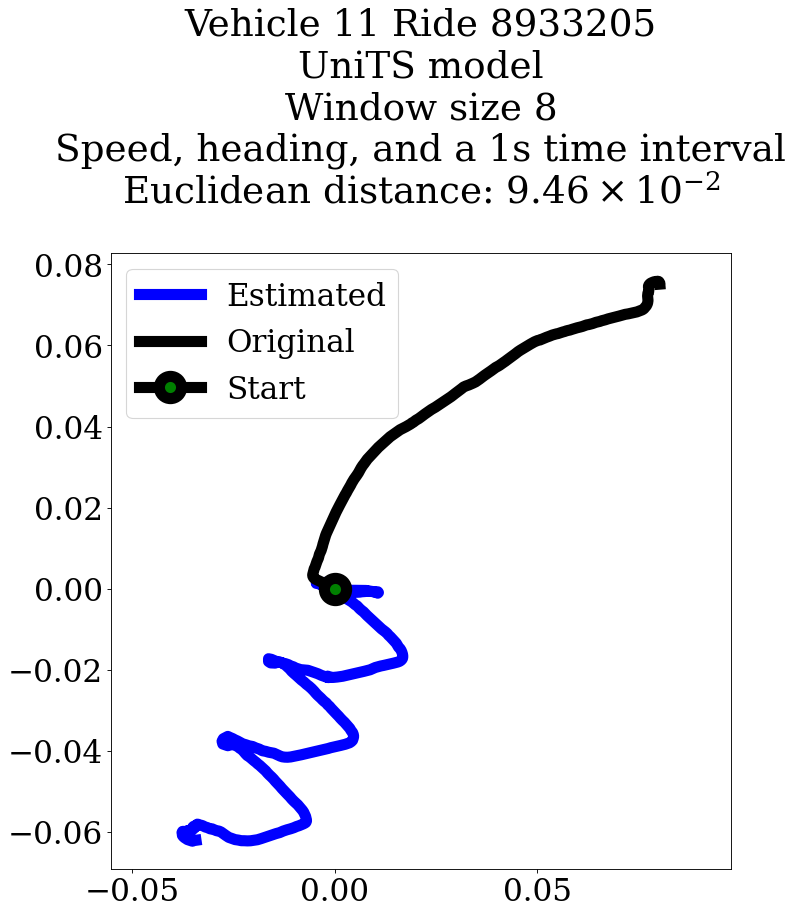 Vehicle 11 Ride 8933205
UniTS model
Window size 8
Speed, heading, and a 1s time interval
Euclidean distance: 9.46 × 10⁻²
0.08
0.06
0.04
0.02
0.00
−0.02
−0.04
−0.06
Estimated
Original
Start
−0.05
0.00
0.05